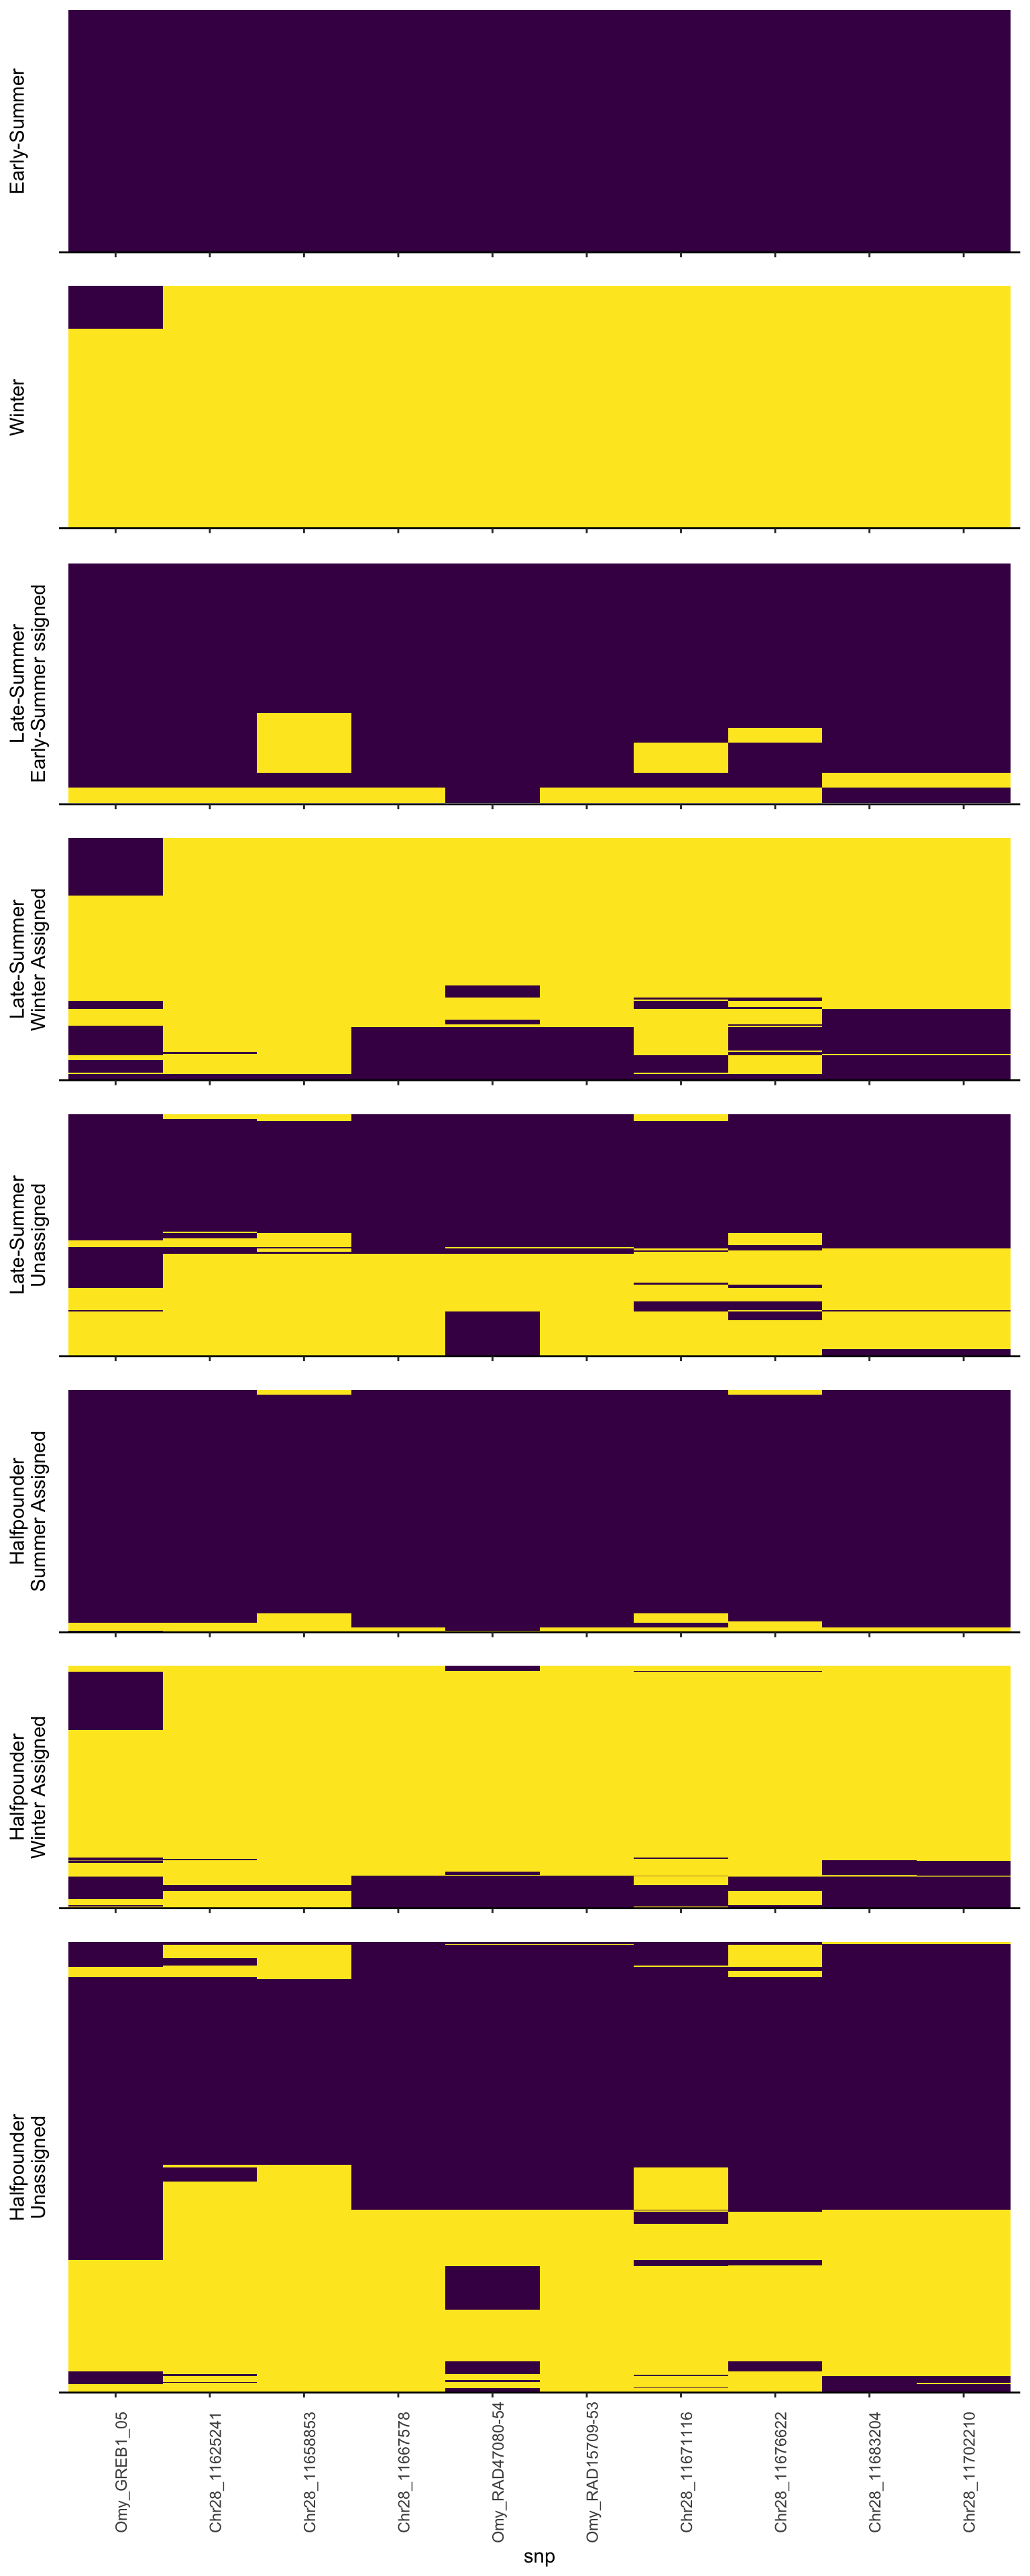 Early-Summer
Winter
Late-Summer
Early-Summer ssigned
Late-Summer
Winter Assigned
Late-Summer
Unassigned
Halfpounder
Summer Assigned
Halfpounder
Winter Assigned
Halfpounder
Unassigned
Omy_GREB1_05
Chr28_11625241
Chr28_11658853
Chr28_11667578
Omy_RAD47080-54
Omy_RAD15709-53
Chr28_11671116
Chr28_11676622
Chr28_11683204
Chr28_11702210
snp